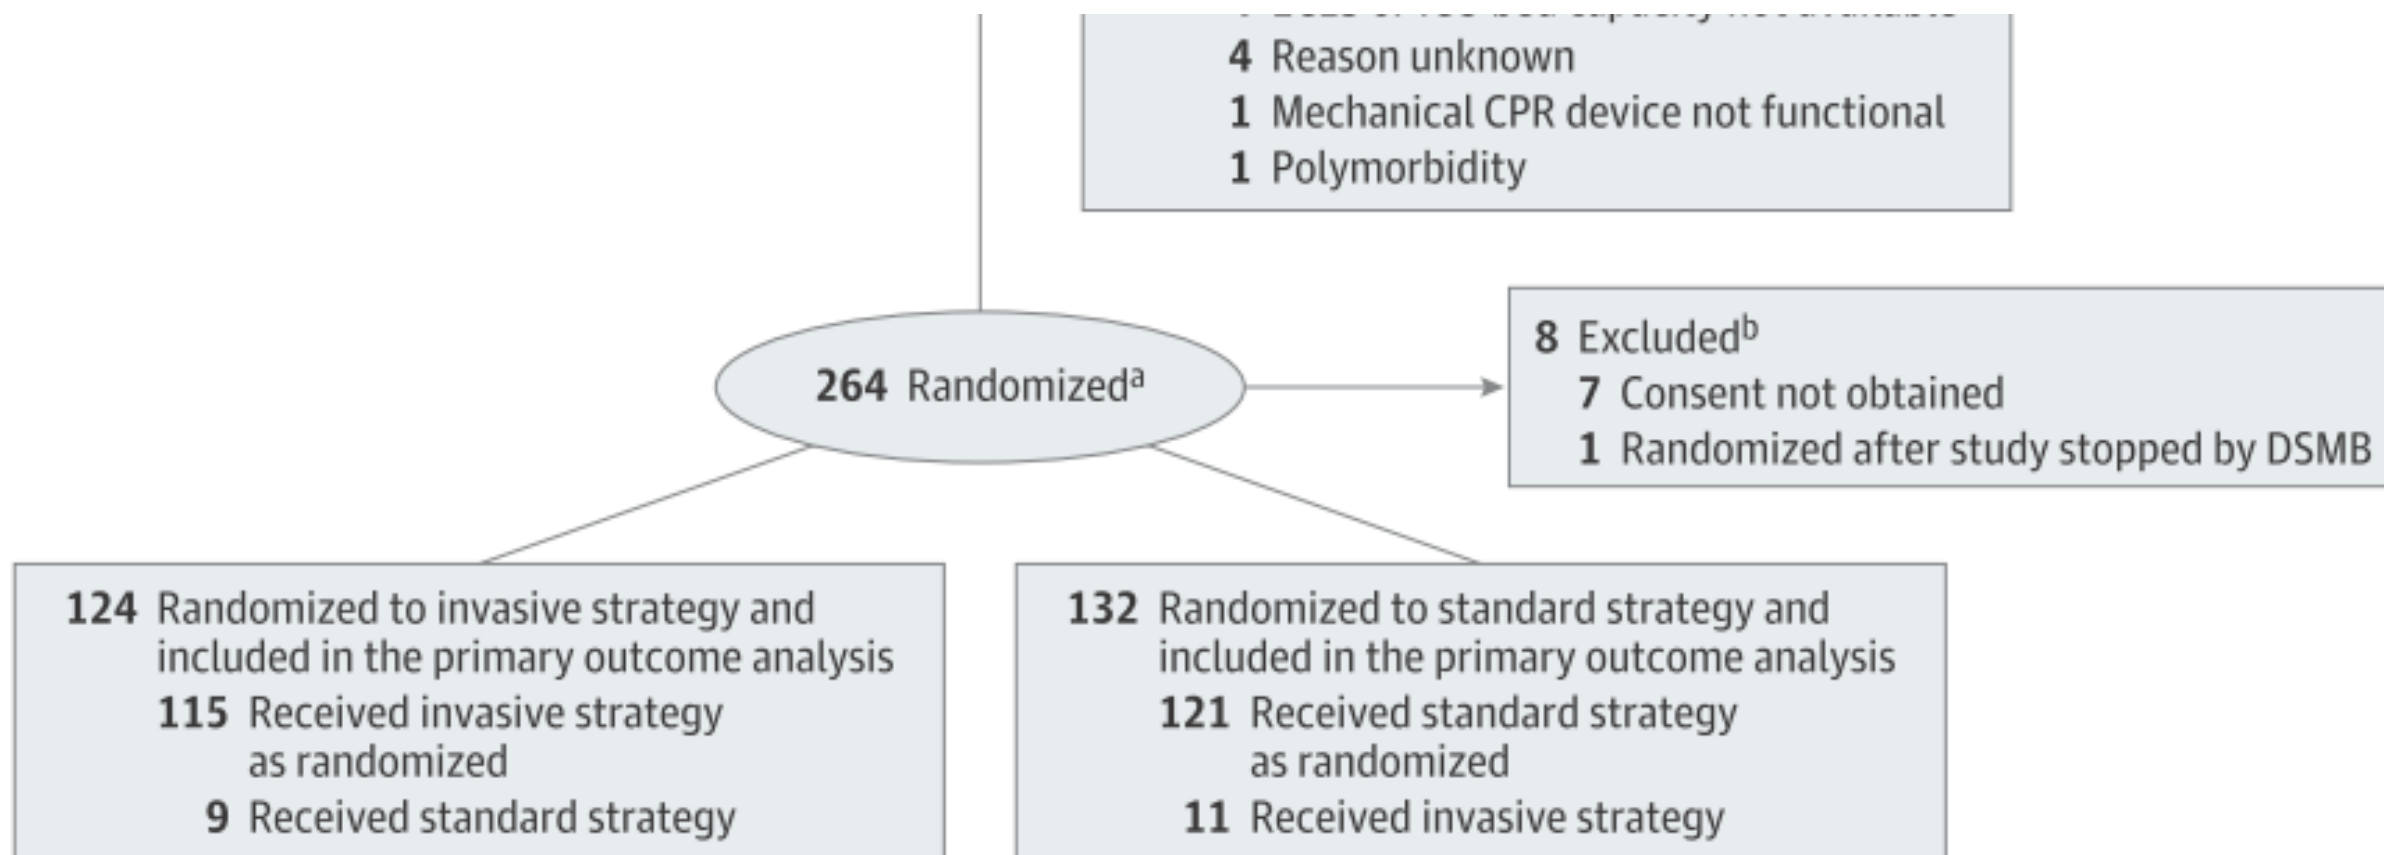 4 Reason unknown
1 Mechanical CPR device not functional
1 Polymorbidity
264 Randomizedᵃ
8 Excludedᵇ
7 Consent not obtained
1 Randomized after study stopped by DSMB
124 Randomized to invasive strategy and
included in the primary outcome analysis
115 Received invasive strategy
as randomized
9 Received standard strategy
132 Randomized to standard strategy and
included in the primary outcome analysis
121 Received standard strategy
as randomized
11 Received invasive strategy